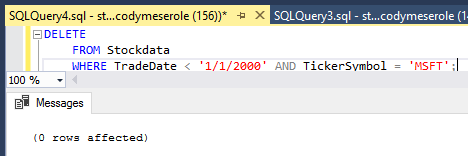 SQLQuery4.sql - st...codymeserole (156))* SQLQuery3.sql - st...codymeserole (1
DELETE
FROM Stockdata
WHERE TradeDate < '1/1/2000' AND TickerSymbol = 'MSFT';
100 %
Messages
(0 rows affected)